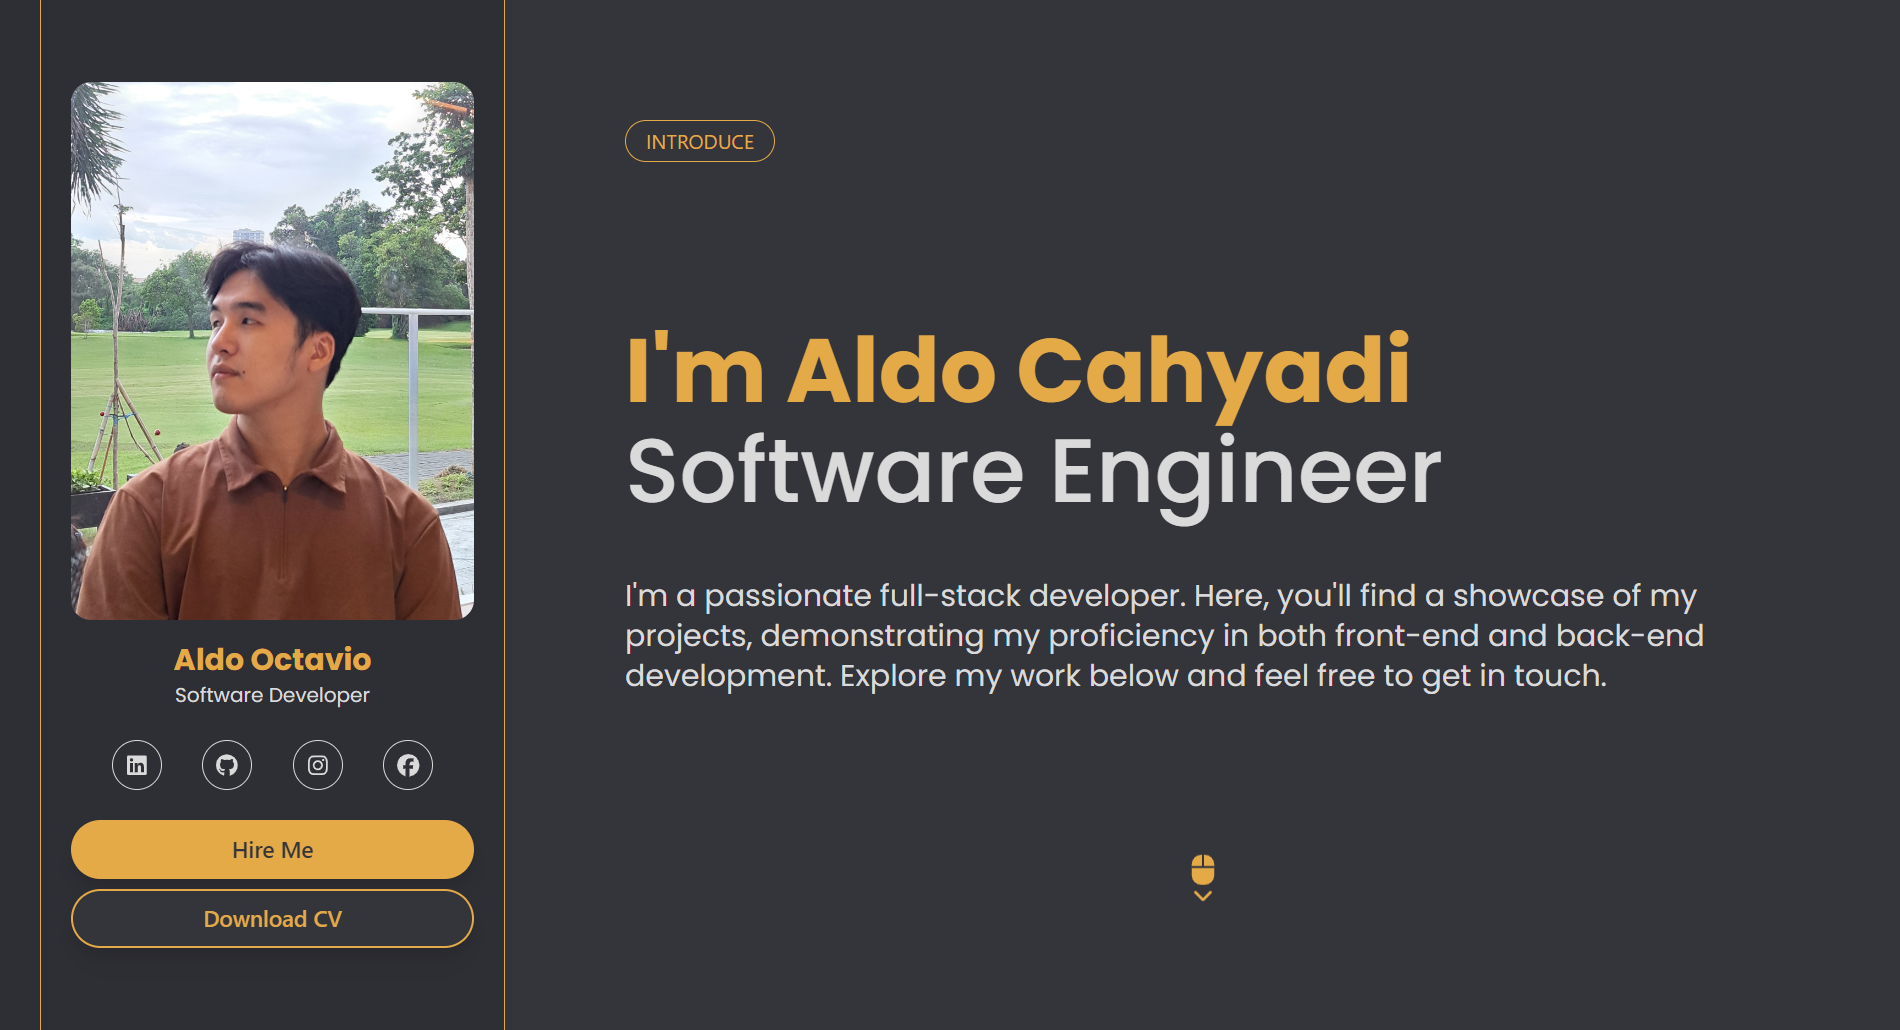 Aldo Octavio
Software Developer
in
Hire Me
Download CV
INTRODUCE
I'm Aldo Cahyadi
Software Engineer
I'm a passionate full-stack developer. Here, you'll find a showcase of my
projects, demonstrating my proficiency in both front-end and back-end
development. Explore my work below and feel free to get in touch.